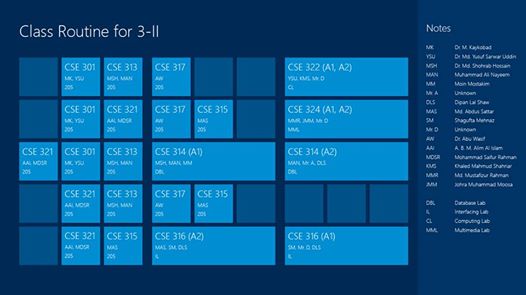 Class Routine for 3-II
CSE 301
MK, YSU
205
CSE 313
MSH, MAN
205
CSE 317
AW
205
CSE 322 (A1, A2)
YSU, KMS, Mr. D
CL
CSE 301
MK, YSU
205
CSE 321
AAI, MDSR
205
CSE 317
AW
205
CSE 315
MAS
205
CSE 324 (A1, A2)
MMR, JMM, Mr. D
MML
CSE 321
AAI, MDSR
205
CSE 301
MK, YSU
205
CSE 313
MSH, MAN
205
CSE 314 (A1)
MSH, MAN, MM
DBL
CSE 314 (A2)
MAN, Mr. A, DLS
DBL
CSE 321
AAI, MDSR
205
CSE 313
MSH, MAN
205
CSE 317
AW
205
CSE 315
MAS
205
CSE 321
AAI, MDSR
205
CSE 315
MAS
205
CSE 316 (A2)
MAS, SM, DLS
IL
CSE 316 (A1)
SM, Mr. D, DLS
IL
Notes
MK Dr. M. Kaykobad
YSU Dr. Md. Yusuf Sarwar Uddin
MSH Dr. Md. Shohrab Hossain
MAN Muhammad Ali Nayeem
MM Moin Mostakim
Mr. A Unknown
DLS Dipan Lal Shaw
MAS Md. Abdus Sattar
SM Shagufta Mehnaz
Mr. D Unknown
AW Dr. Abu Wasif
AAI A. B. M. Alim Al Islam
MDSR Mohammad Saifur Rahman
KMS Khaled Mahmud Shahriar
MMR Md. Mustafizur Rahman
JMM Johra Muhammad Moosa
DBL Database Lab
IL Interfacing Lab
CL Computing Lab
MML Multimedia Lab